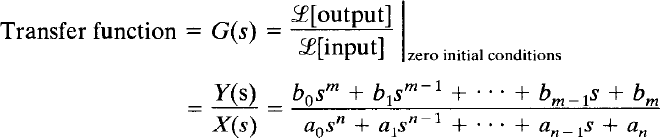 Transfer function = G(s) = ℒ[output] / ℒ[input] |zero initial conditions
= Y(s) / X(s) = b₀sᵐ + b₁sᵐ⁻¹ + · · · + bₘ₋₁s + bₘ / a₀sⁿ + a₁sⁿ⁻¹ + · · · + aₙ₋₁s + aₙ